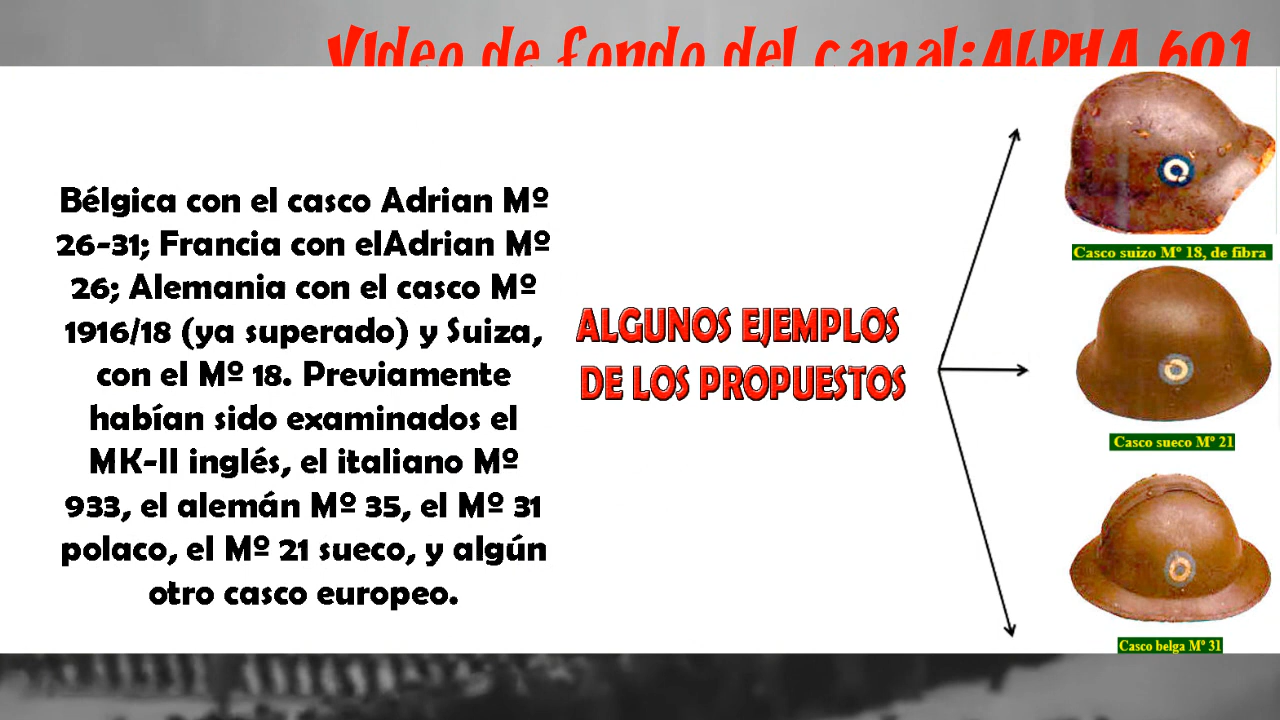 VIdeo de fondo del canal:ALPHA 601
Bélgica con el casco Adrian Mº
26-31; Francia con elAdrian Mº
26; Alemania con el casco Mº
1916/18 (ya superado) y Suiza,
con el Mº 18. Previamente
habían sido examinados el
MK-II inglés, el italiano Mº
933, el alemán Mº 35, el Mº 31
polaco, el Mº 21 sueco, y algún
otro casco europeo.
ALGUNOS EJEMPLOS
DE LOS PROPUESTOS
Casco suizo Mº 18, de fibra
Casco sueco Mº 21
Casco belga Mº 31